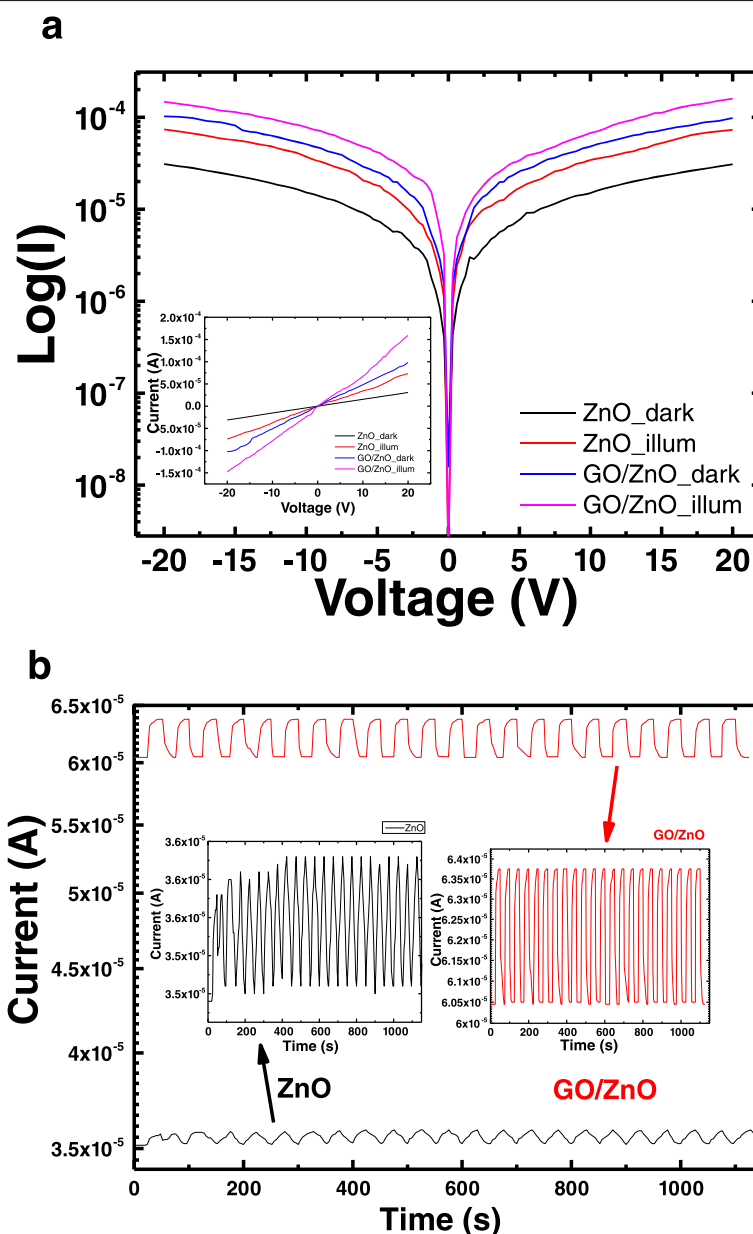 a
Log(I)
10⁻⁴
10⁻⁵
10⁻⁶
10⁻⁷
10⁻⁸
Current (A)
2.0x10⁻⁴
1.5x10⁻⁴
1.0x10⁻⁴
5.0x10⁻⁵
0.0
-5.0x10⁻⁵
-1.0x10⁻⁴
-1.5x10⁻⁴
-20 -10 0 10 20
Voltage (V)
ZnO_dark
ZnO_illum
GO/ZnO_dark
GO/ZnO_illum
ZnO_dark
ZnO_illum
GO/ZnO_dark
GO/ZnO_illum
-20 -15 -10 -5 0 5 10 15 20
Voltage (V)
b
Current (A)
6.5x10⁻⁵
6x10⁻⁵
5.5x10⁻⁵
5x10⁻⁵
4.5x10⁻⁵
4x10⁻⁵
3.5x10⁻⁵
ZnO
Current (A)
3.6x10⁻⁵
3.6x10⁻⁵
3.6x10⁻⁵
3.5x10⁻⁵
3.5x10⁻⁵
0 200 400 600 800 1000
Time (s)
GO/ZnO
Current (A)
6.4x10⁻⁵
6.35x10⁻⁵
6.3x10⁻⁵
6.25x10⁻⁵
6.2x10⁻⁵
6.15x10⁻⁵
6.1x10⁻⁵
6.05x10⁻⁵
6x10⁻⁵
0 200 400 600 800 1000
Time (s)
ZnO
GO/ZnO
0 200 400 600 800 1000
Time (s)